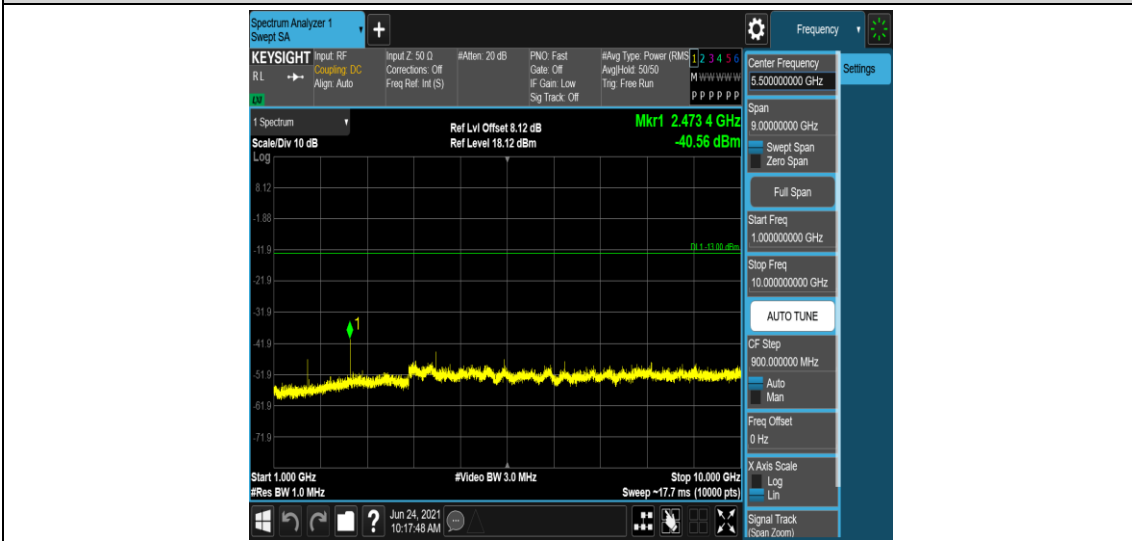 Spectrum Analyzer 1
Swept SA
+
Frequency
KEYSIGHT
R L
LXI
Input: RF
Coupling: DC
Align: Auto
Input Z: 50 Ω
Corrections: Off
Freq Ref: Int (S)
#Atten: 20 dB
PNO: Fast
Gate: Off
IF Gain: Low
Sig Track: Off
#Avg Type: Power (RMS
Avg|Hold: 50/50
Trig: Free Run
1 2 3 4 5 6
M W W W W W
P P P P P P
1 Spectrum
Scale/Div 10 dB
Log
Ref Lvl Offset 8.12 dB
Ref Level 18.12 dBm
Mkr1 2.473 4 GHz
-40.56 dBm
8.12
-1.88
-11.9
DL1 -13.00 dBm
-21.9
-31.9
1
-41.9
-51.9
-61.9
-71.9
Start 1.000 GHz
#Res BW 1.0 MHz
#Video BW 3.0 MHz
Stop 10.000 GHz
Sweep ~17.7 ms (10000 pts)
Center Frequency
5.500000000 GHz
Settings
Span
9.00000000 GHz
Swept Span
Zero Span
Full Span
Start Freq
1.000000000 GHz
Stop Freq
10.000000000 GHz
AUTO TUNE
CF Step
900.000000 MHz
Auto
Man
Freq Offset
0 Hz
X Axis Scale
Log
Lin
Signal Track
(Span Zoom)
?
Jun 24, 2021
10:17:48 AM